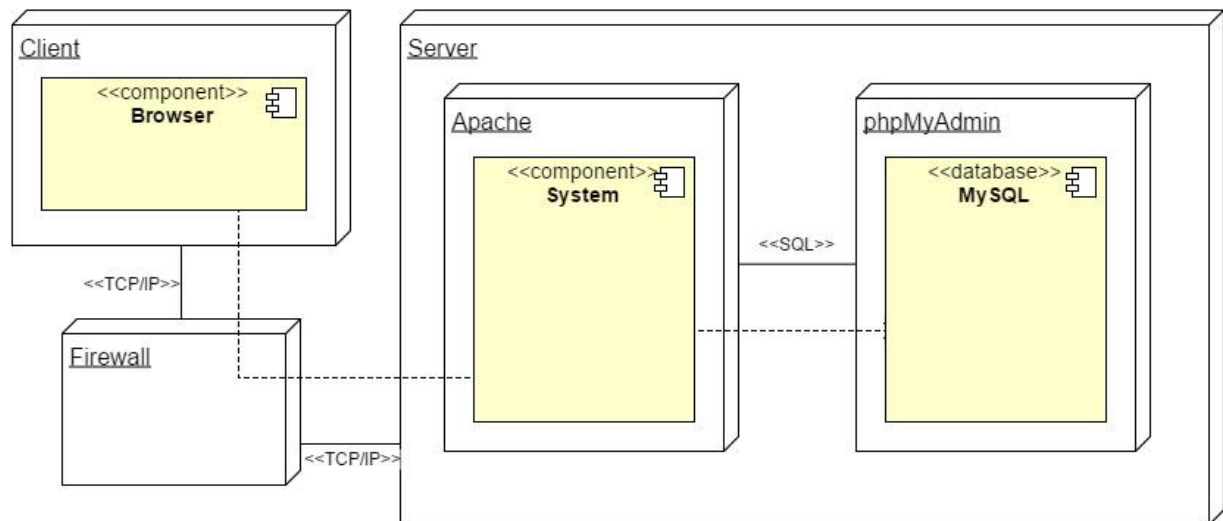 Client
<<component>>
Browser
<<TCP/IP>>
Firewall
<<TCP/IP>>
Server
Apache
<<component>>
System
<<SQL>>
phpMyAdmin
<<database>>
MySQL